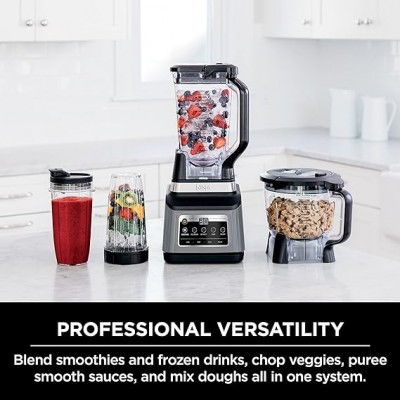 NINJA
PROFESSIONAL VERSATILITY
Blend smoothies and frozen drinks, chop veggies, puree
smooth sauces, and mix doughs all in one system.